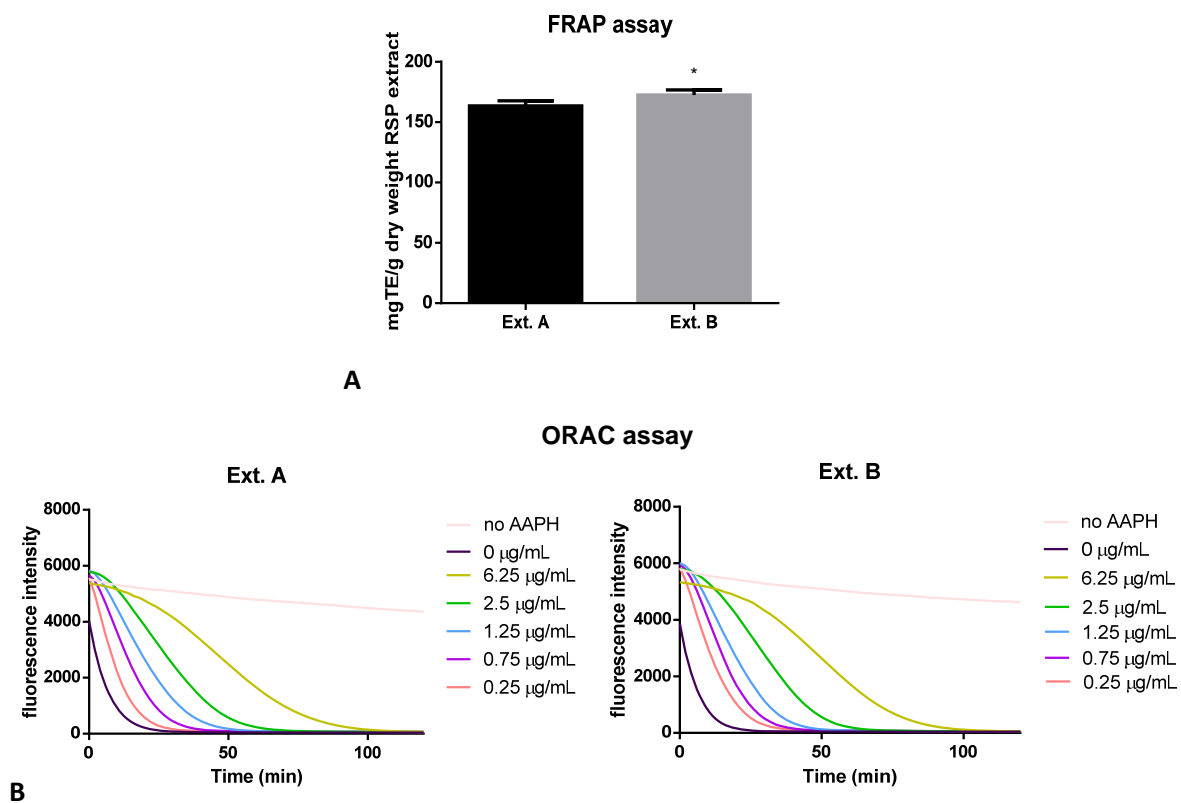 FRAP assay
mgTE/g dry weight RSP extract
200
150
100
50
0
*
Ext. A
Ext. B
A
ORAC assay
Ext. A
fluorescence intensity
8000
6000
4000
2000
0
0
50
100
Time (min)
no AAPH
0 μg/mL
6.25 μg/mL
2.5 μg/mL
1.25 μg/mL
0.75 μg/mL
0.25 μg/mL
Ext. B
fluorescence intensity
8000
6000
4000
2000
0
0
50
100
Time (min)
no AAPH
0 μg/mL
6.25 μg/mL
2.5 μg/mL
1.25 μg/mL
0.75 μg/mL
0.25 μg/mL
B